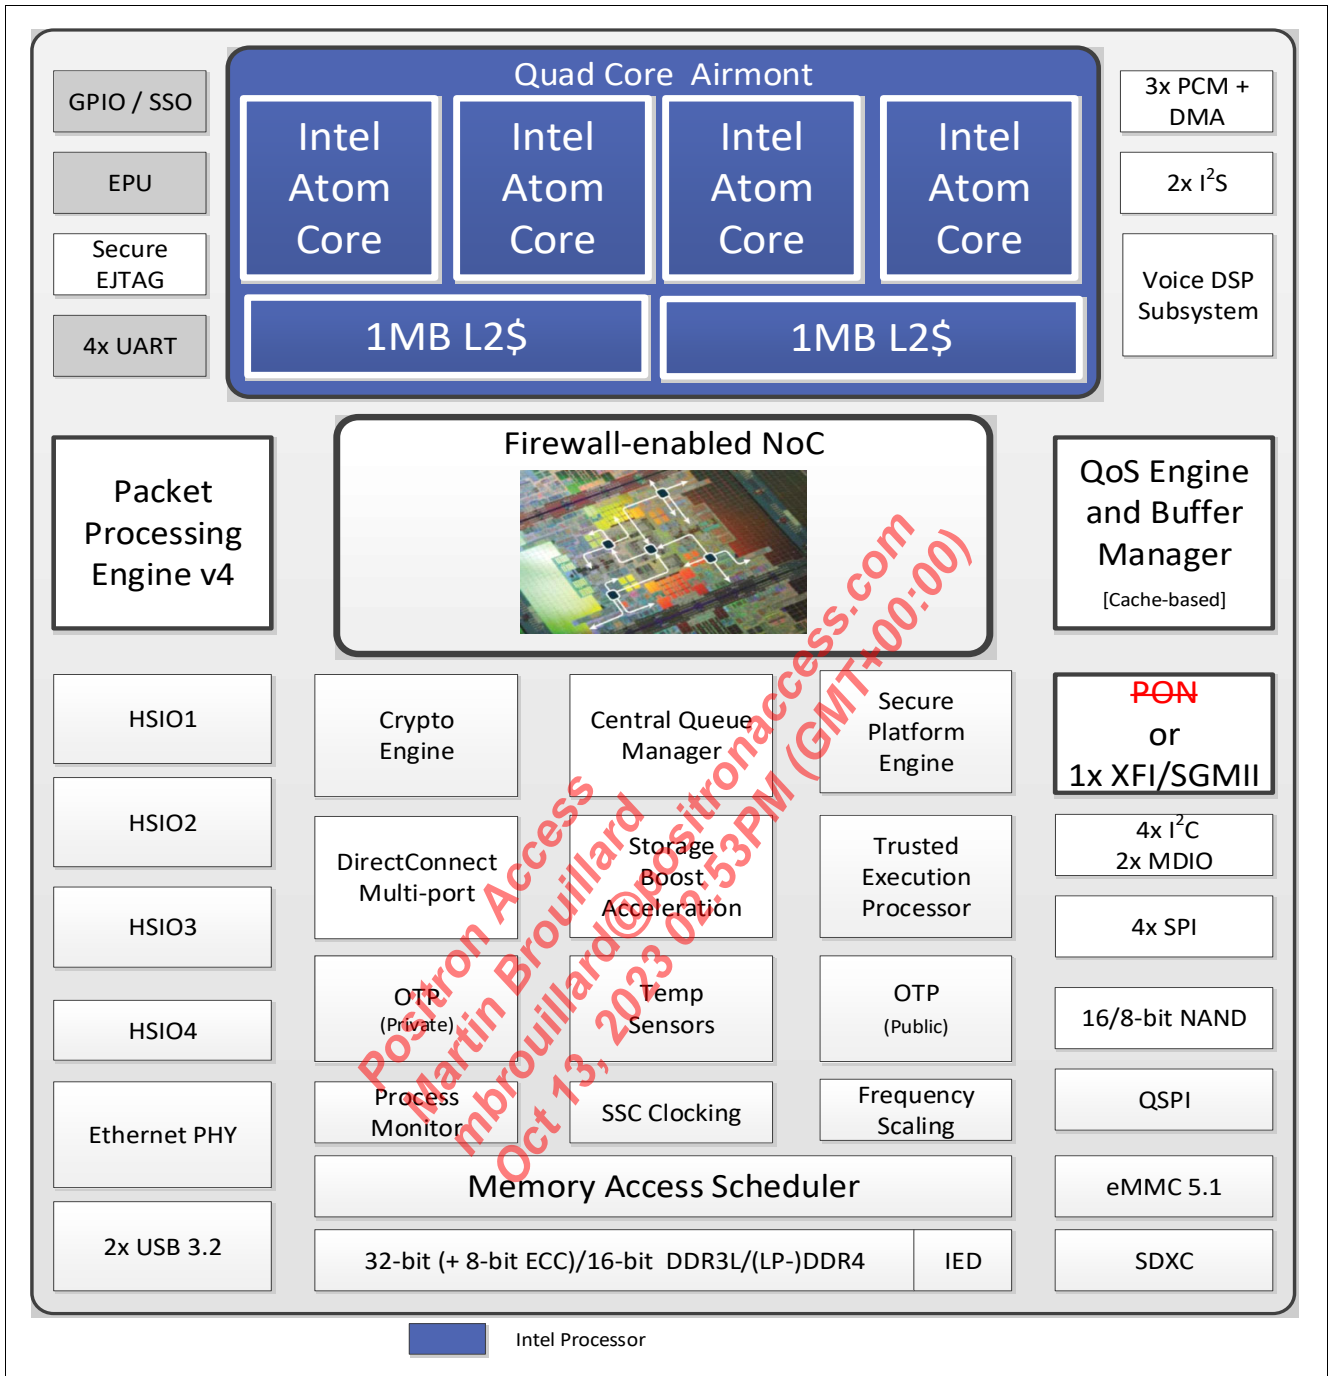 Quad Core Airmont
GPIO / SSO
EPU
Secure
EJTAG
4x UART
Intel
Atom
Core
Intel
Atom
Core
Intel
Atom
Core
Intel
Atom
Core
1MB L2$
1MB L2$
3x PCM +
DMA
2x I²S
Voice DSP
Subsystem
Packet
Processing
Engine v4
Firewall-enabled NoC
QoS Engine
and Buffer
Manager
[Cache-based]
HSIO1
HSIO2
HSIO3
HSIO4
Ethernet PHY
2x USB 3.2
Crypto
Engine
Central Queue
Manager
Secure
Platform
Engine
DirectConnect
Multi-port
Storage
Boost
Acceleration
Trusted
Execution
Processor
OTP
(Private)
Temp
Sensors
OTP
(Public)
Process
Monitor
SSC Clocking
Frequency
Scaling
Memory Access Scheduler
32-bit (+ 8-bit ECC)/16-bit DDR3L/(LP-)DDR4
IED
PON
or
1x XFI/SGMII
4x I²C
2x MDIO
4x SPI
16/8-bit NAND
QSPI
eMMC 5.1
SDXC
Intel Processor
Positron Access
Martin Brouillard
mbrouillard@positronaccess.com
Oct 13, 2023 02:53PM (GMT+00:00)